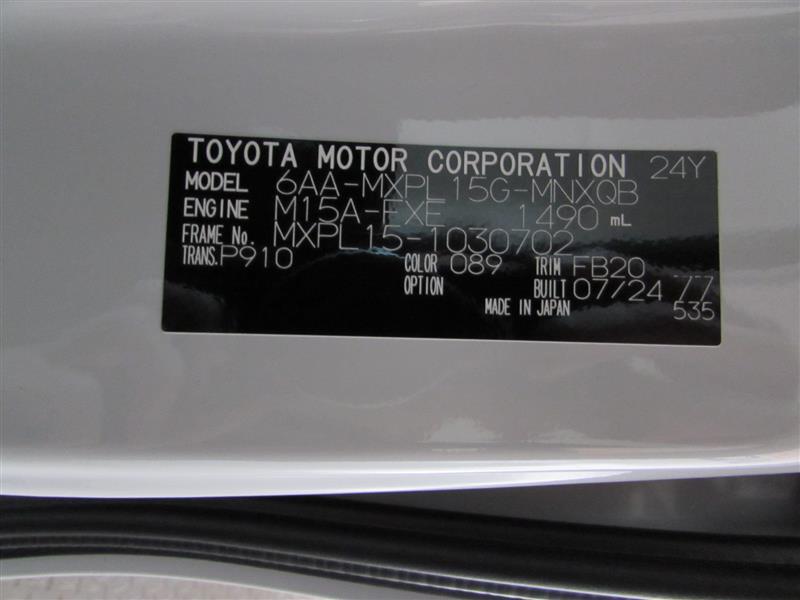 TOYOTA MOTOR CORPORATION 24Y
MODEL 6AA-MXPL15G-MNXQB
ENGINE M15A-FXE 1490 mL
FRAME No. MXPL15-1030702
TRANS. P910 COLOR 089 TRIM FB20
OPTION BUILT 07/24 77
MADE IN JAPAN 535